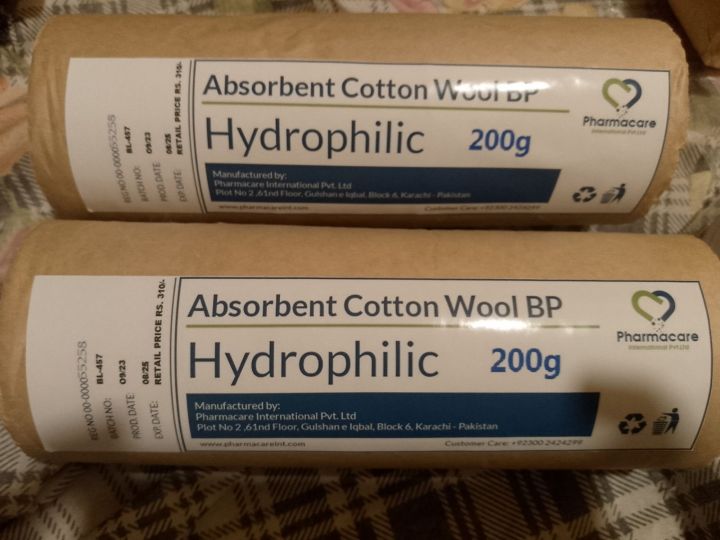 REG NO 00-000055258
BATCH NO: BL-457
PROD. DATE 09/23
EXP. DATE: 08/25
RETAIL PRICE RS. 310/-
Absorbent Cotton Wool BP
Hydrophilic 200g
Manufactured by:
Pharmacare International Pvt. Ltd
Plot No 2 ,61nd Floor, Gulshan e Iqbal, Block 6, Karachi - Pakistan
www.pharmacareint.com
Customer Care: +92300 2424299
Pharmacare
International Pvt.Ltd
REG NO 00-000055258
BATCH NO: BL-457
PROD. DATE 09/23
EXP. DATE: 08/25
RETAIL PRICE RS. 310/-
Absorbent Cotton Wool BP
Hydrophilic 200g
Manufactured by:
Pharmacare International Pvt. Ltd
Plot No 2 ,61nd Floor, Gulshan e Iqbal, Block 6, Karachi - Pakistan
www.pharmacareint.com
Customer Care: +92300 2424299
Pharmacare
International Pvt.Ltd